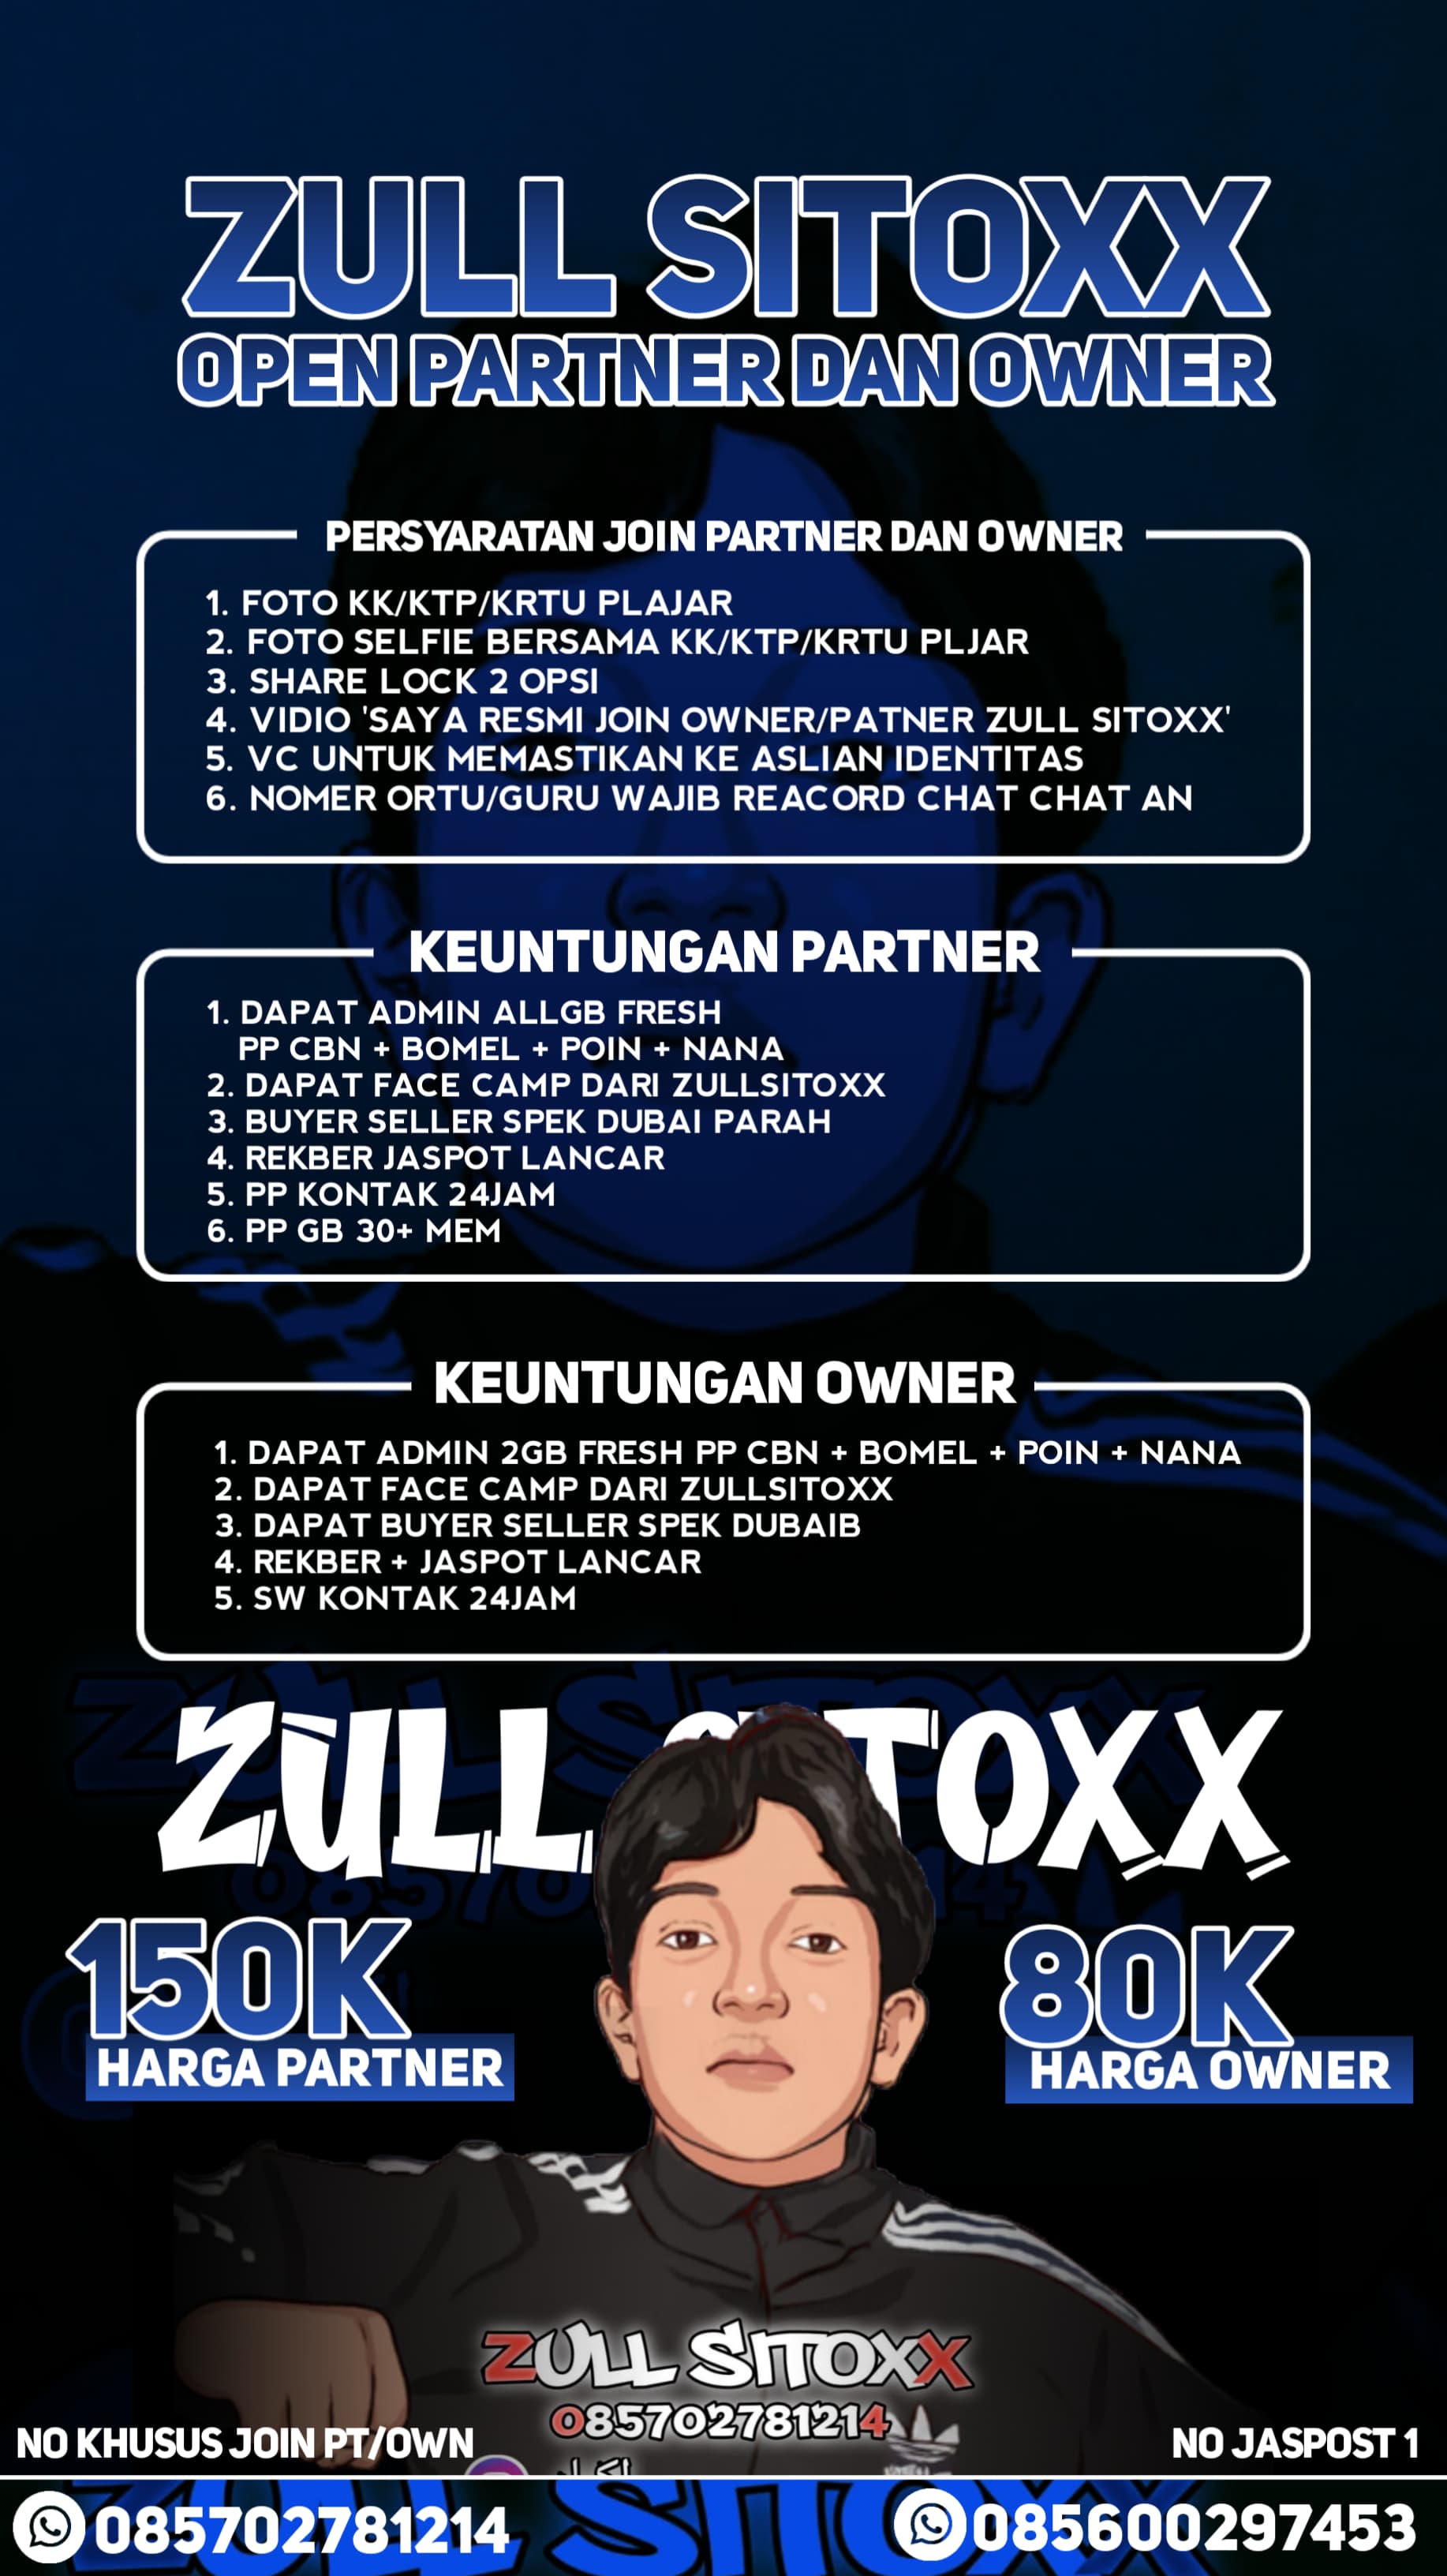 ZULL SITOXX
OPEN PARTNER DAN OWNER
PERSYARATAN JOIN PARTNER DAN OWNER
1. FOTO KK/KTP/KRTU PLAJAR
2. FOTO SELFIE BERSAMA KK/KTP/KRTU PLJAR
3. SHARE LOCK 2 OPSI
4. VIDIO 'SAYA RESMI JOIN OWNER/PATNER ZULL SITOXX'
5. VC UNTUK MEMASTIKAN KE ASLIAN IDENTITAS
6. NOMER ORTU/GURU WAJIB REACORD CHAT CHAT AN
KEUNTUNGAN PARTNER
1. DAPAT ADMIN ALLGB FRESH
PP CBN + BOMEL + POIN + NANA
2. DAPAT FACE CAMP DARI ZULLSITOXX
3. BUYER SELLER SPEK DUBAI PARAH
4. REKBER JASPOT LANCAR
5. PP KONTAK 24JAM
6. PP GB 30+ MEM
KEUNTUNGAN OWNER
1. DAPAT ADMIN 2GB FRESH PP CBN + BOMEL + POIN + NANA
2. DAPAT FACE CAMP DARI ZULLSITOXX
3. DAPAT BUYER SELLER SPEK DUBAIB
4. REKBER + JASPOT LANCAR
5. SW KONTAK 24JAM
ZULL SITOXX
150K
HARGA PARTNER
80K
HARGA OWNER
ZULL SITOXX
085702781214
NO KHUSUS JOIN PT/OWN
NO JASPOST 1
085702781214
085600297453